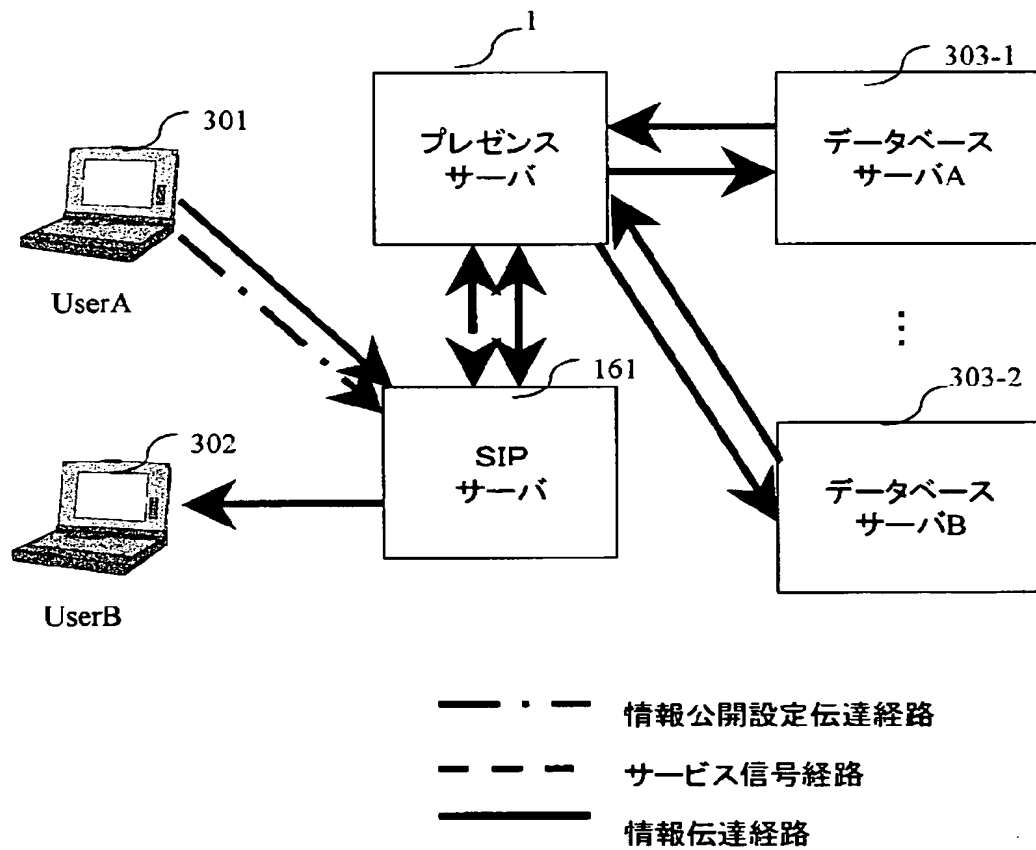 1
303-1
301
プレゼンス
サーバ
データベース
サーバA
UserA
161
303-2
302
SIP
サーバ
データベース
サーバB
UserB
情報公開設定伝達経路
サービス信号経路
情報伝達経路